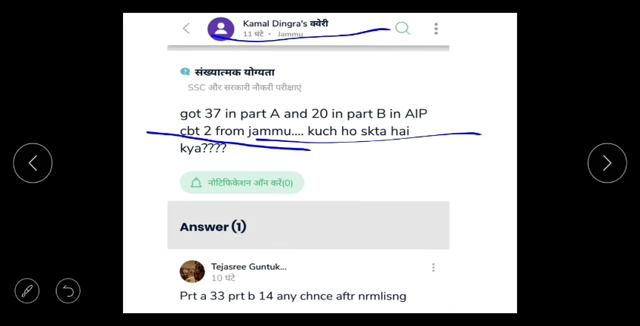 Kamal Dingra's क्वेरी
11 घंटे • Jammu
संख्यात्मक योग्यता
SSC और सरकारी नौकरी परीक्षाएं
got 37 in part A and 20 in part B in AIP
cbt 2 from jammu.... kuch ho skta hai
kya????
नोटिफिकेशन ऑन करें(0)
Answer (1)
Tejasree Guntuk...
10 घंटे
Prt a 33 prt b 14 any chnce aftr nrmlisng